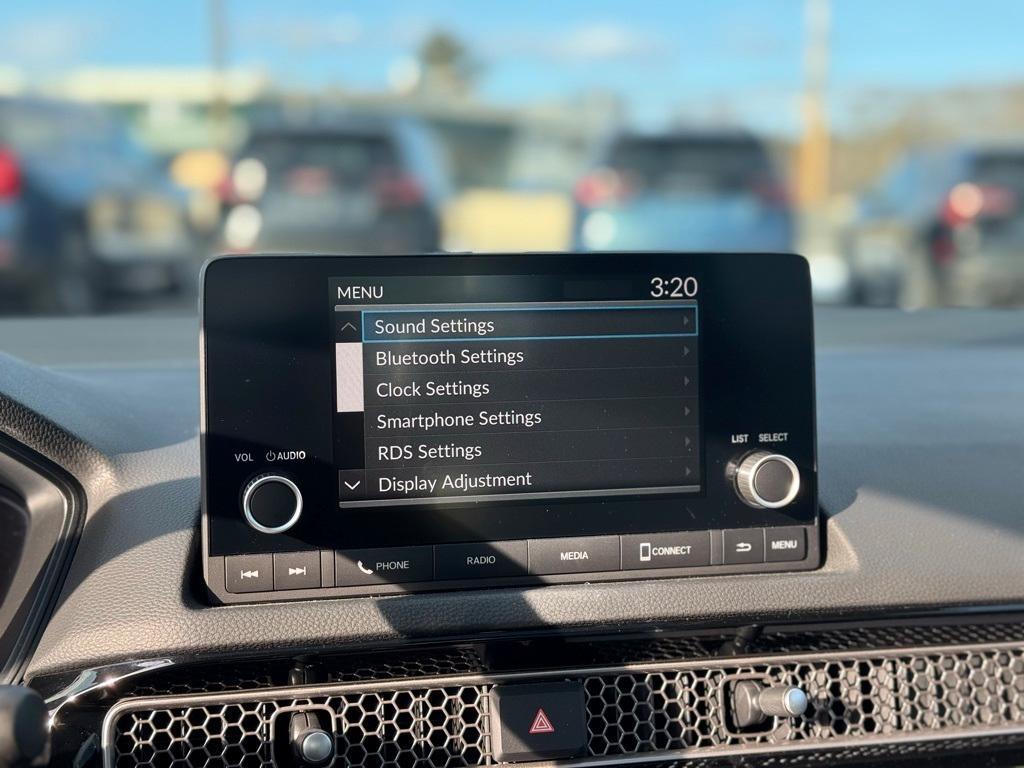 MENU 3:20
Sound Settings
Bluetooth Settings
Clock Settings
Smartphone Settings
RDS Settings
Display Adjustment
VOL AUDIO
LIST SELECT
PHONE RADIO MEDIA CONNECT MENU